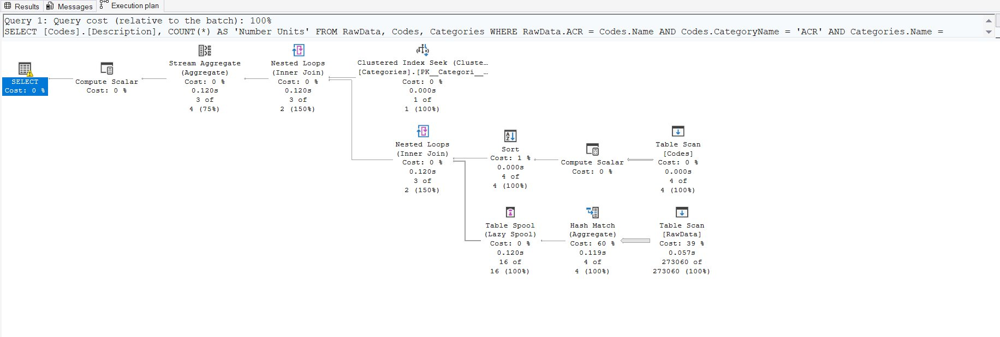 Results Messages Execution plan
Query 1: Query cost (relative to the batch): 100%
SELECT [Codes].[Description], COUNT(*) AS 'Number Units' FROM RawData, Codes, Categories WHERE RawData.ACR = Codes.Name AND Codes.CategoryName = 'ACR' AND Categories.Name =
SELECT
Cost: 0 %
Compute Scalar
Cost: 0 %
Stream Aggregate
(Aggregate)
Cost: 0 %
0.120s
3 of
4 (75%)
Nested Loops
(Inner Join)
Cost: 0 %
0.120s
3 of
2 (150%)
Clustered Index Seek (Cluste…
[Categories].[PK__Categori__…
Cost: 0 %
0.000s
1 of
1 (100%)
Nested Loops
(Inner Join)
Cost: 0 %
0.120s
3 of
2 (150%)
Sort
Cost: 1 %
0.000s
4 of
4 (100%)
Compute Scalar
Cost: 0 %
Table Scan
[Codes]
Cost: 0 %
0.000s
4 of
4 (100%)
Table Spool
(Lazy Spool)
Cost: 0 %
0.120s
16 of
16 (100%)
Hash Match
(Aggregate)
Cost: 60 %
0.119s
4 of
4 (100%)
Table Scan
[RawData]
Cost: 39 %
0.057s
273060 of
273060 (100%)